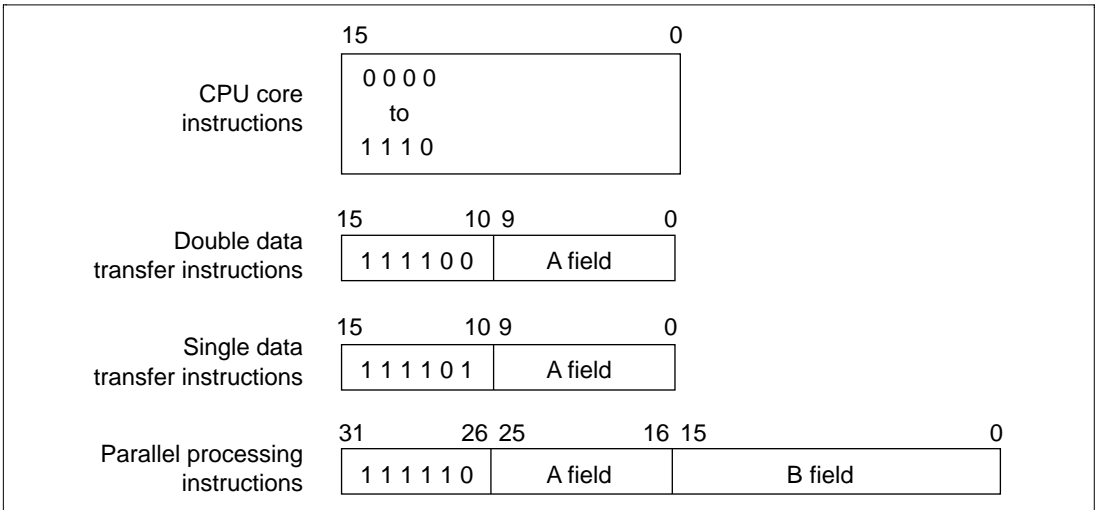 15 0
CPU core
instructions
0 0 0 0
to
1 1 1 0
15 10 9 0
Double data
transfer instructions
1 1 1 1 0 0 A field
15 10 9 0
Single data
transfer instructions
1 1 1 1 0 1 A field
31 26 25 16 15 0
Parallel processing
instructions
1 1 1 1 1 0 A field B field